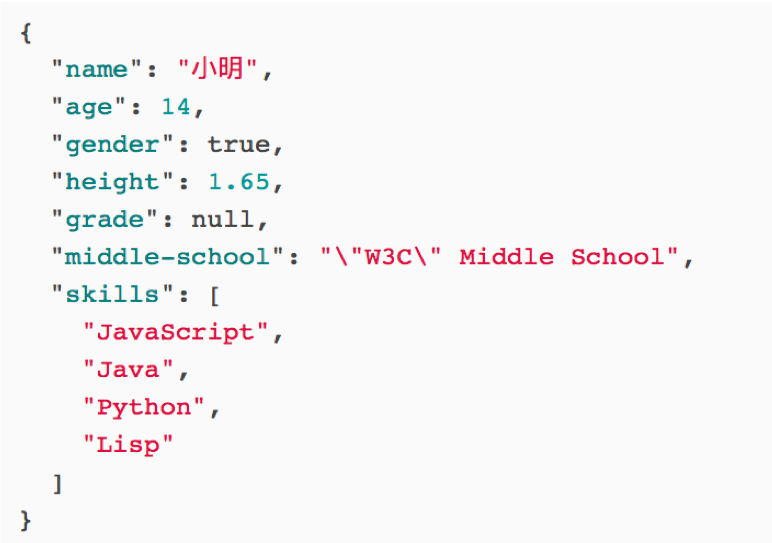 {
  "name": "小明",
  "age": 14,
  "gender": true,
  "height": 1.65,
  "grade": null,
  "middle-school": "\"W3C\" Middle School",
  "skills": [
    "JavaScript",
    "Java",
    "Python",
    "Lisp"
  ]
}